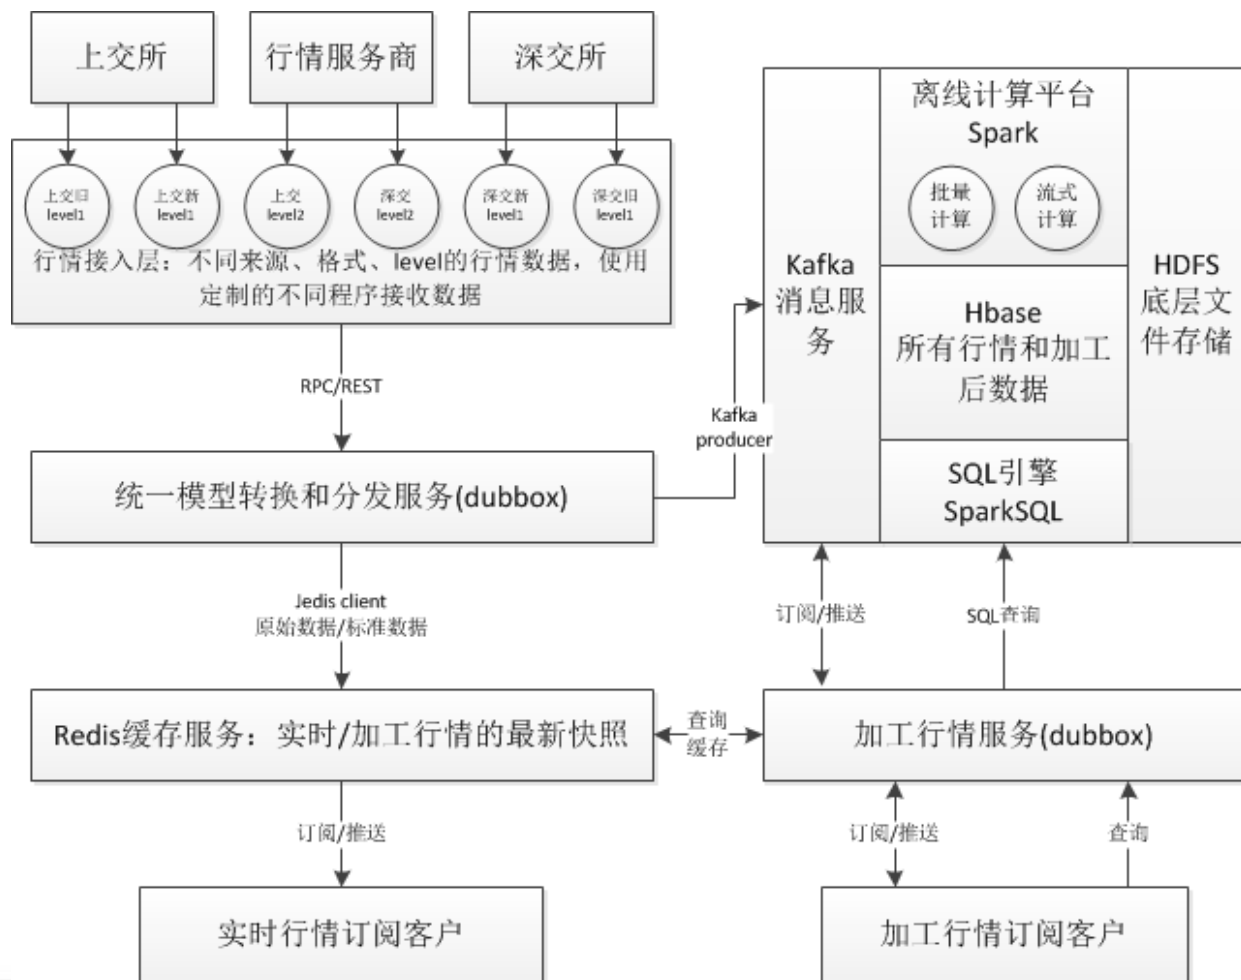 上交所
行情服务商
深交所
上交旧
level1
上交新
level1
上交
level2
深交
level2
深交新
level1
深交旧
level1
行情接入层：不同来源、格式、level的行情数据，使用
定制的不同程序接收数据
RPC/REST
统一模型转换和分发服务(dubbox)
Kafka
producer
Jedis client
原始数据/标准数据
Redis缓存服务：实时/加工行情的最新快照
订阅/推送
实时行情订阅客户
Kafka
消息服
务
离线计算平台
Spark
批量
计算
流式
计算
Hbase
所有行情和加工
后数据
SQL引擎
SparkSQL
HDFS
底层文
件存储
订阅/推送
SQL查询
查询
缓存
加工行情服务(dubbox)
订阅/推送
查询
加工行情订阅客户